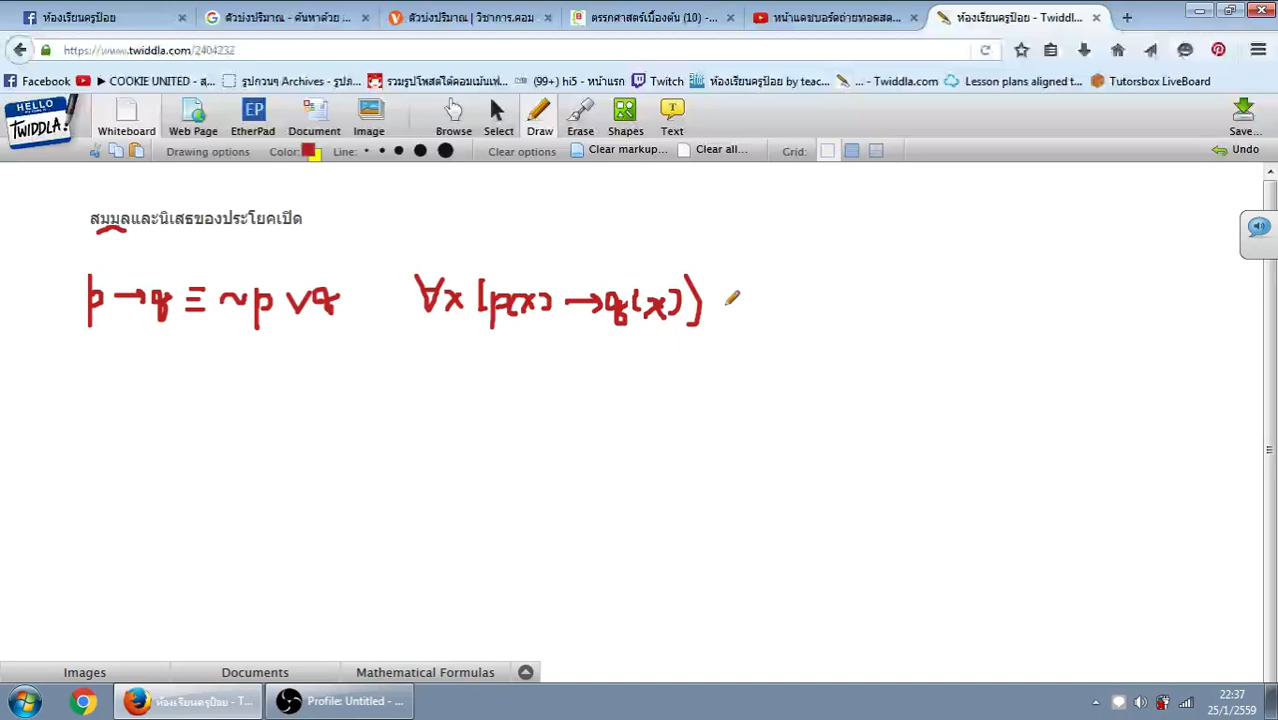 ห้องเรียนครูป้อย
ตัวบ่งปริมาณ - ค้นหาด้วย ...
ตัวบ่งปริมาณ | วิชาการ.คอม
ตรรกศาสตร์เบื้องต้น (10) -...
หน้าแดชบอร์ดถ่ายทอดสด...
ห้องเรียนครูป้อย - Twiddl...
https://www.twiddla.com/2404232
Facebook
► COOKIE UNITED - สุ...
รูปกวนๆ Archives - รูปล...
รวมรูปโพสต์ใต้คอมเม้นเฟ...
(99+) hi5 - หน้าแรก
Twitch
ห้องเรียนครูป้อย by teac...
... - Twiddla.com
Lesson plans aligned t...
Tutorsbox LiveBoard
HELLO
my name is
TWIDDLA!
Whiteboard
Web Page
EP
EtherPad
Document
Image
Browse
Select
Draw
Erase
Shapes
T
Text
Save...
Drawing options
Color:
Line:
Clear options
Clear markup...
Clear all...
Grid:
Undo
สมมูลและนิเสธของประโยคเปิด
p → q ≡ ~p ∨ q
∀x [p(x) → q(x)]
Images
Documents
Mathematical Formulas
ห้องเรียนครูป้อย - T...
Profile: Untitled - ...
22:37
25/1/2559